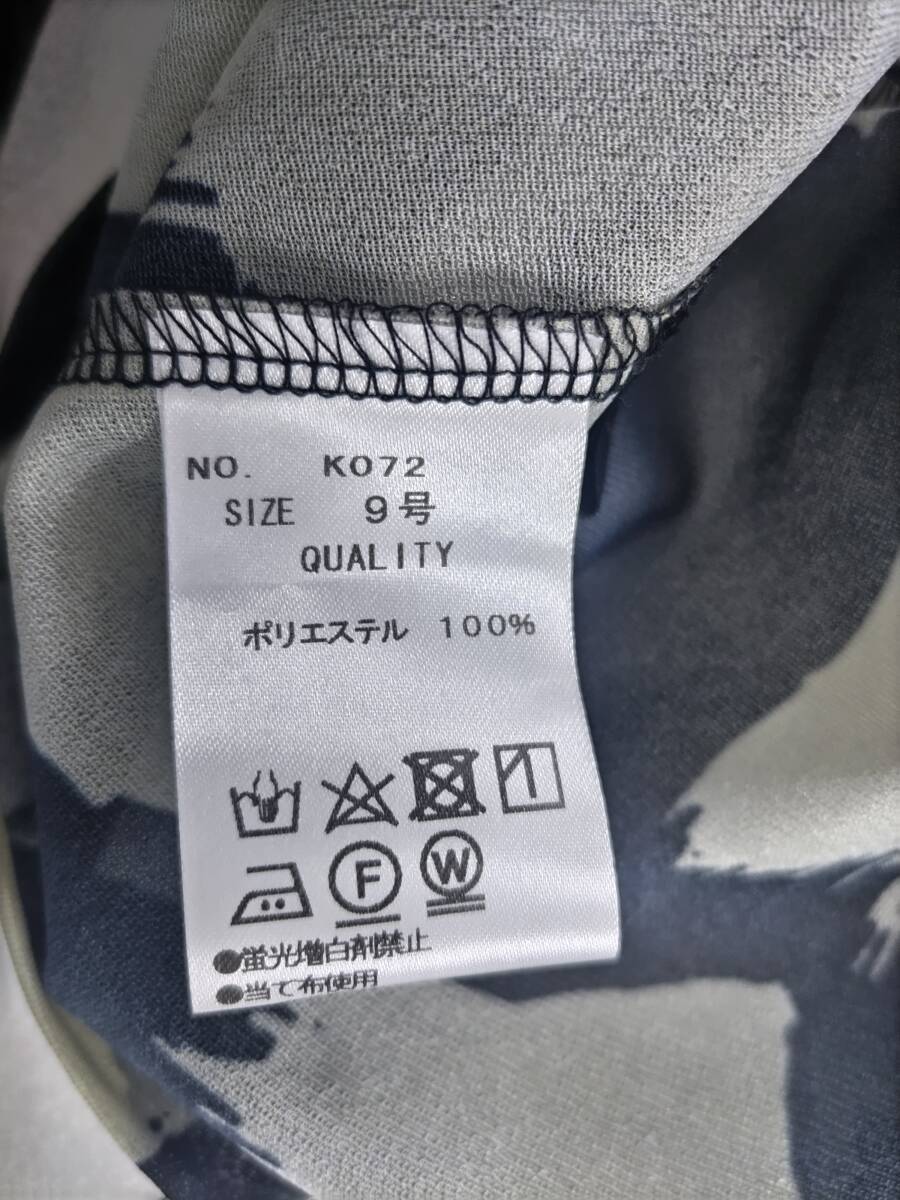 NO. K072
SIZE 9号
QUALITY
ポリエステル 100%
F W
●蛍光増白剤禁止
●当て布使用